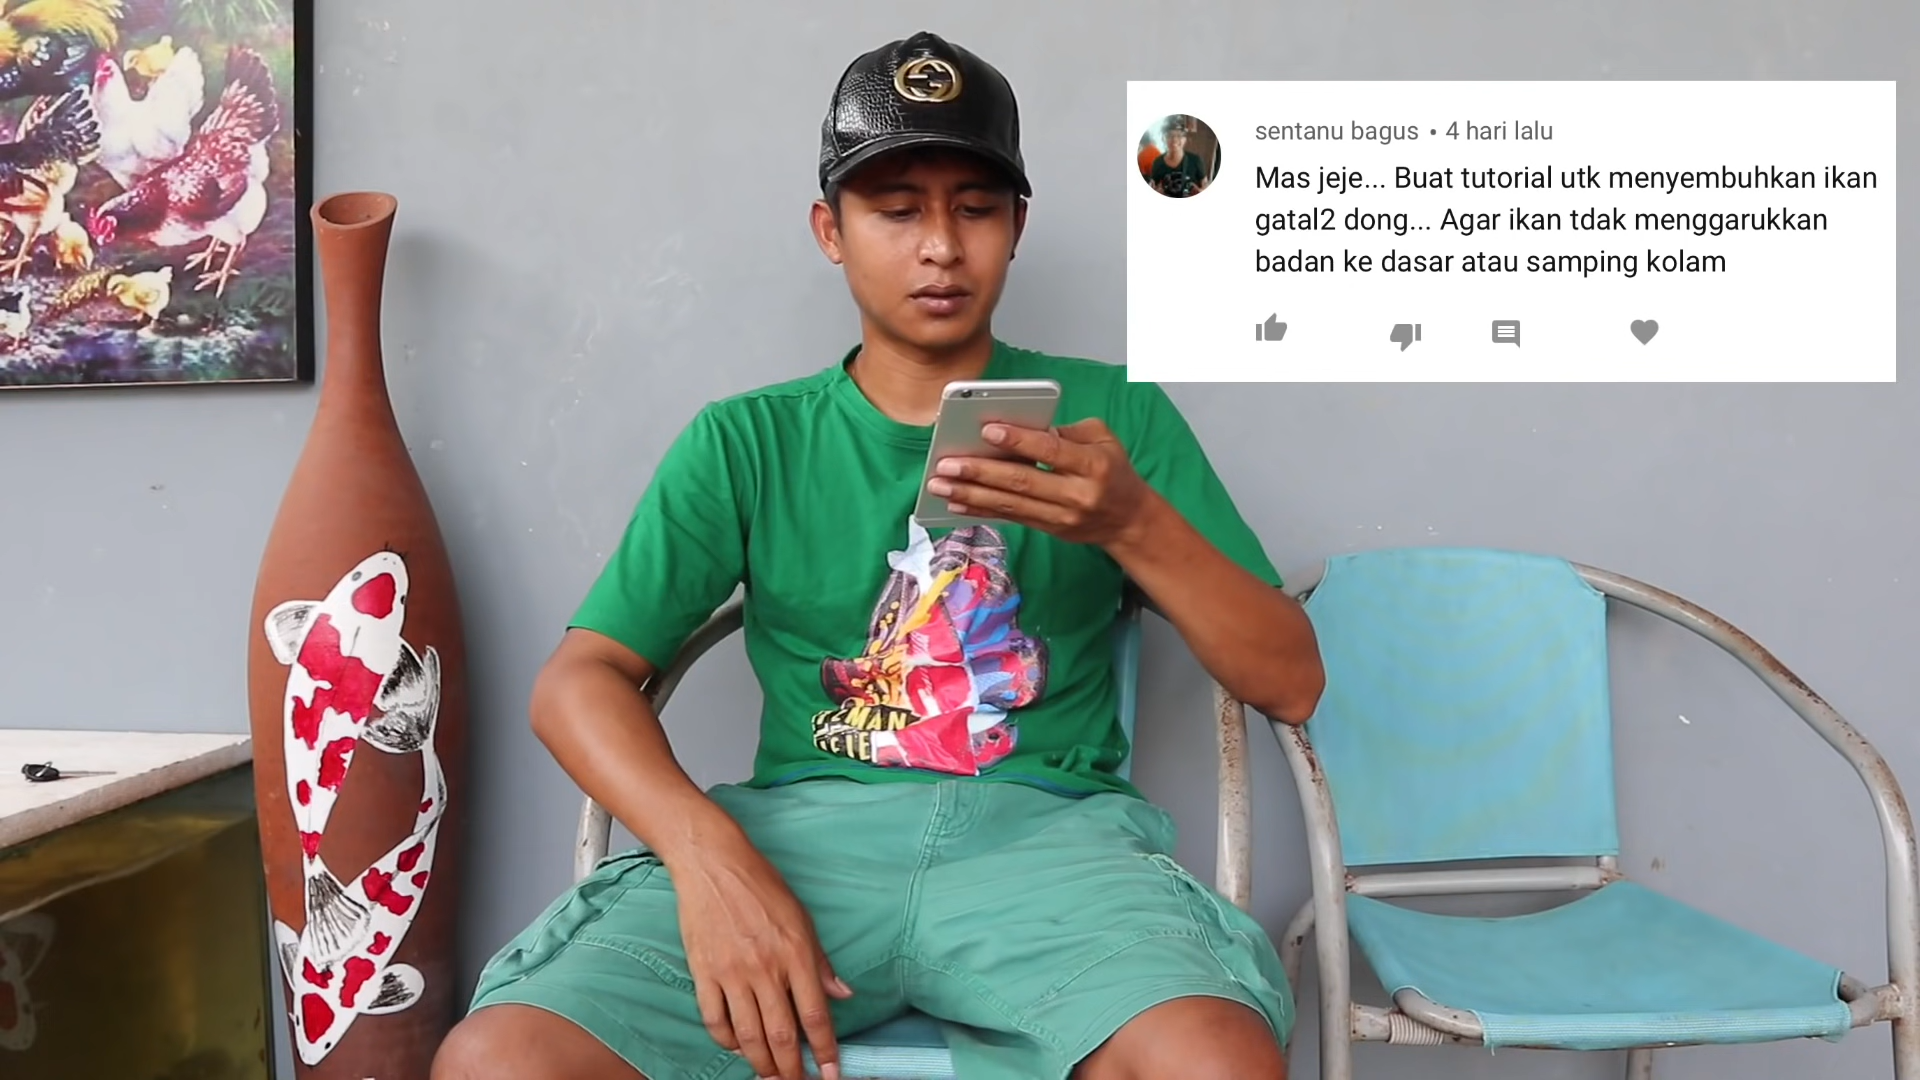 sentanu bagus • 4 hari lalu
Mas jeje... Buat tutorial utk menyembuhkan ikan
gatal2 dong... Agar ikan tdak menggarukkan
badan ke dasar atau samping kolam